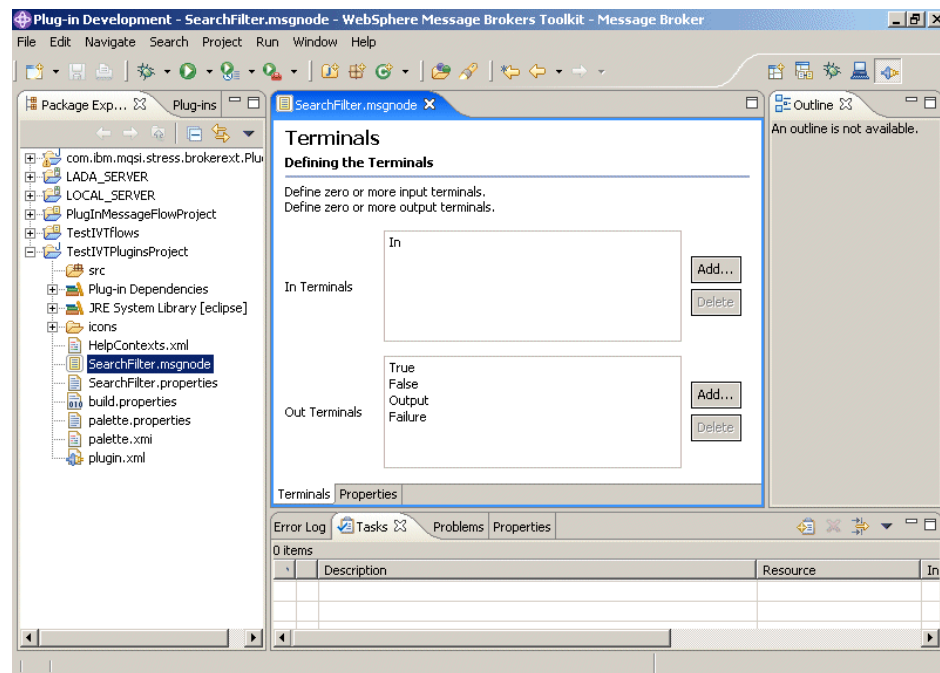 Plug-in Development - SearchFilter.msgnode - WebSphere Message Brokers Toolkit - Message Broker
File Edit Navigate Search Project Run Window Help
Package Exp... Plug-ins
com.ibm.mqsi.stress.brokerext.Plu
LADA_SERVER
LOCAL_SERVER
PlugInMessageFlowProject
TestIVTflows
TestIVTPluginsProject
src
Plug-in Dependencies
JRE System Library [eclipse]
icons
HelpContexts.xml
SearchFilter.msgnode
SearchFilter.properties
build.properties
palette.properties
palette.xmi
plugin.xml
SearchFilter.msgnode
Terminals
Defining the Terminals
Define zero or more input terminals.
Define zero or more output terminals.
In Terminals
In
Add...
Delete
Out Terminals
True
False
Output
Failure
Add...
Delete
Terminals Properties
Outline
An outline is not available.
Error Log Tasks Problems Properties
0 items
Description Resource In